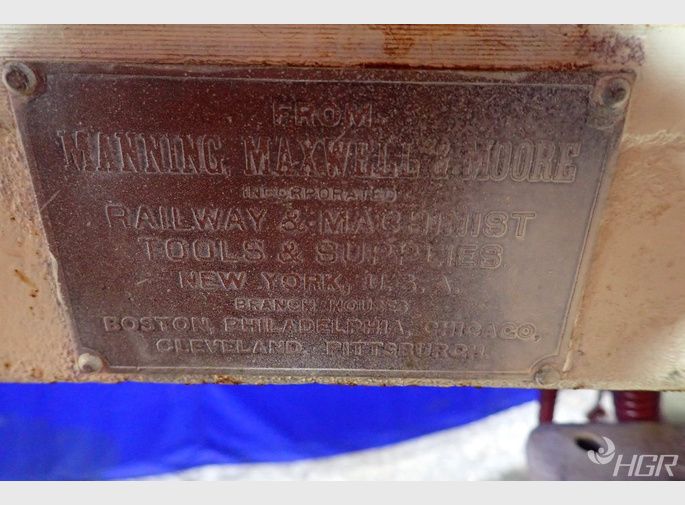 FROM
MANNING, MAXWELL & MOORE
INCORPORATED
RAILWAY & MACHINIST
TOOLS & SUPPLIES
NEW YORK, U.S.A.
BRANCH HOUSES
BOSTON, PHILADELPHIA, CHICAGO,
CLEVELAND, PITTSBURGH
HGR